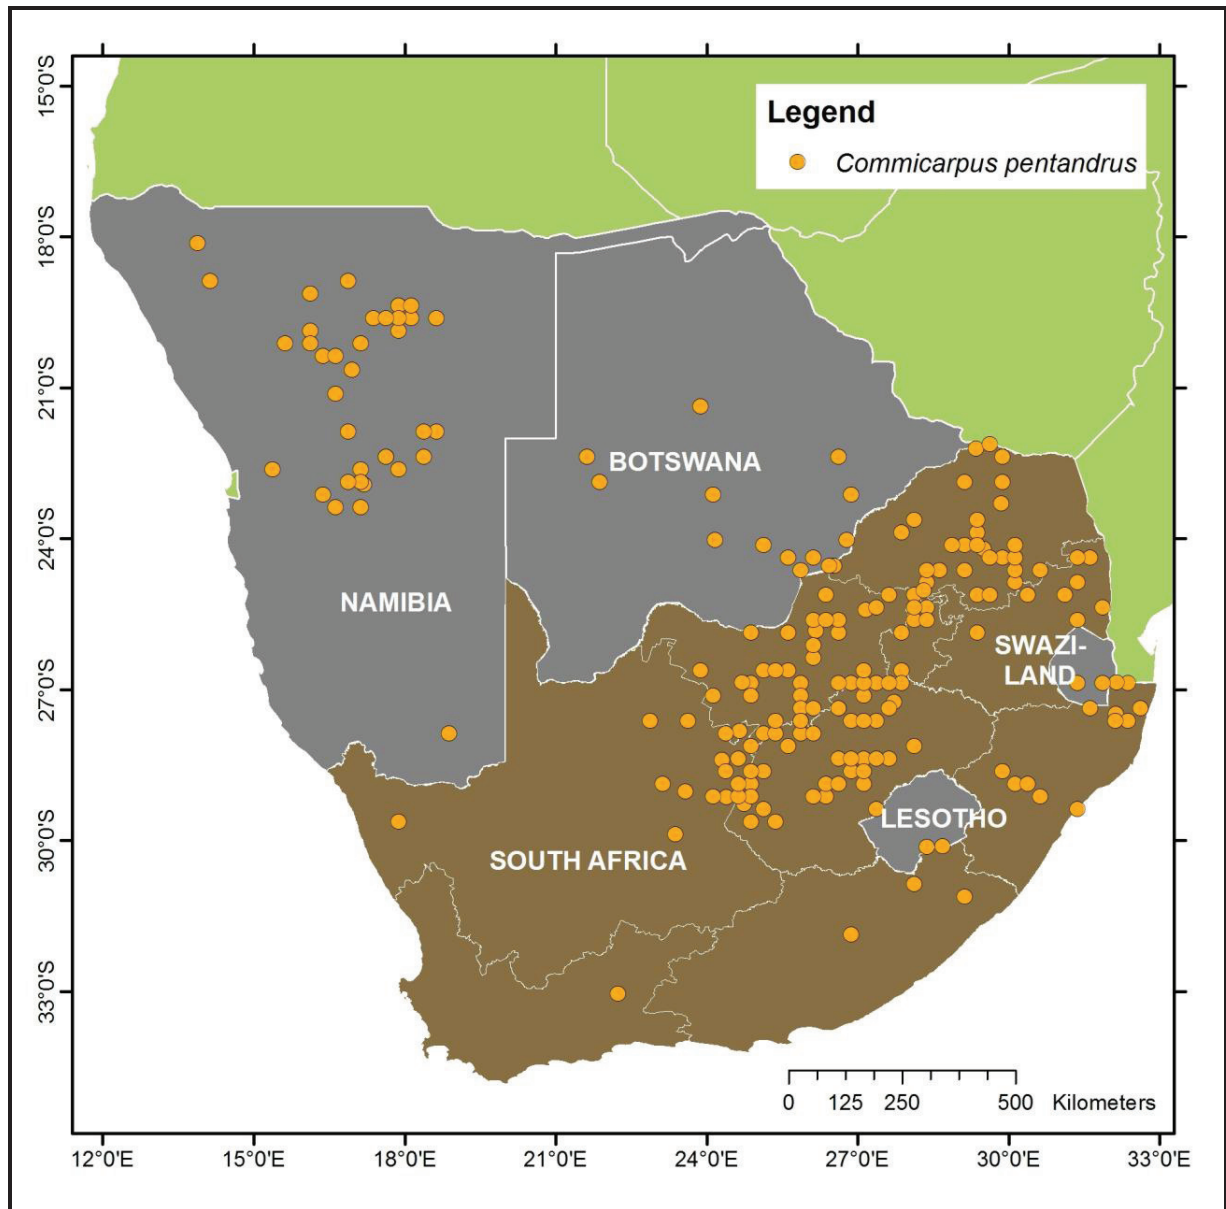 Legend
Commicarpus pentandrus
15°0'S
18°0'S
21°0'S
24°0'S
27°0'S
30°0'S
33°0'S
BOTSWANA
NAMIBIA
SWAZI-
LAND
LESOTHO
SOUTH AFRICA
0 125 250 500 Kilometers
12°0'E 15°0'E 18°0'E 21°0'E 24°0'E 27°0'E 30°0'E 33°0'E